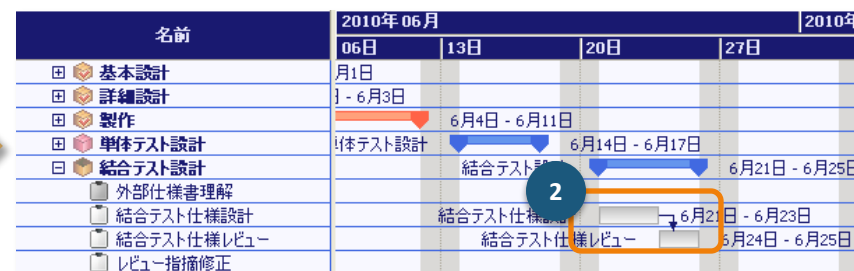 名前
2010年06月
2010年
06日 13日 20日 27日
基本設計 月1日
詳細設計 - 6月3日
製作 6月4日 - 6月11日
単体テスト設計 体テスト設計 6月14日 - 6月17日
結合テスト設計 結合テスト 6月21日 - 6月25日
外部仕様書理解
2
結合テスト仕様設計 結合テスト仕様 6月21日 - 6月23日
結合テスト仕様レビュー 結合テスト仕様レビュー 6月24日 - 6月25日
レビュー指摘修正